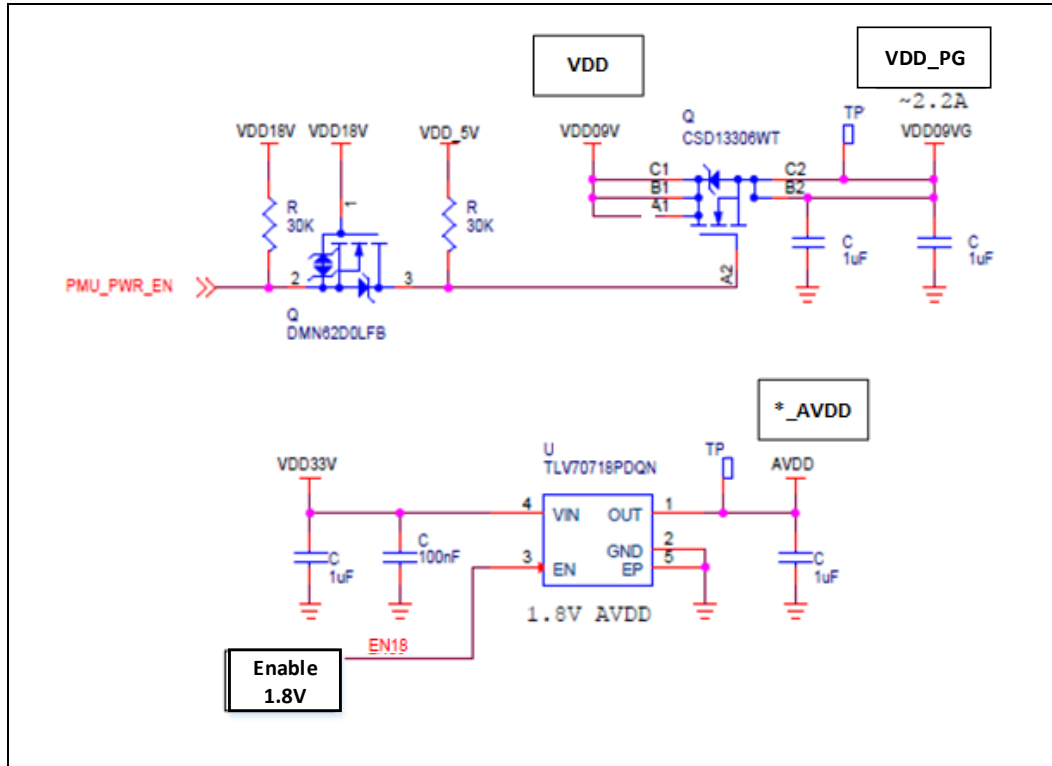 VDD
VDD_PG
~2.2A
VDD18V
VDD18V
VDD_5V
VDD09V
Q
CSD13306WT
TP
VDD09VG
C1
B1
A1
C2
B2
R
30K
1
R
30K
C
1uF
C
1uF
A2
PMU_PWR_EN
2
3
Q
DMN62D0LFB
*_AVDD
VDD33V
U
TLV70718PDQN
TP
AVDD
4
VIN
OUT
1
C
1uF
C
100nF
3
EN
GND
2
EP
5
C
1uF
1.8V AVDD
EN18
Enable
1.8V